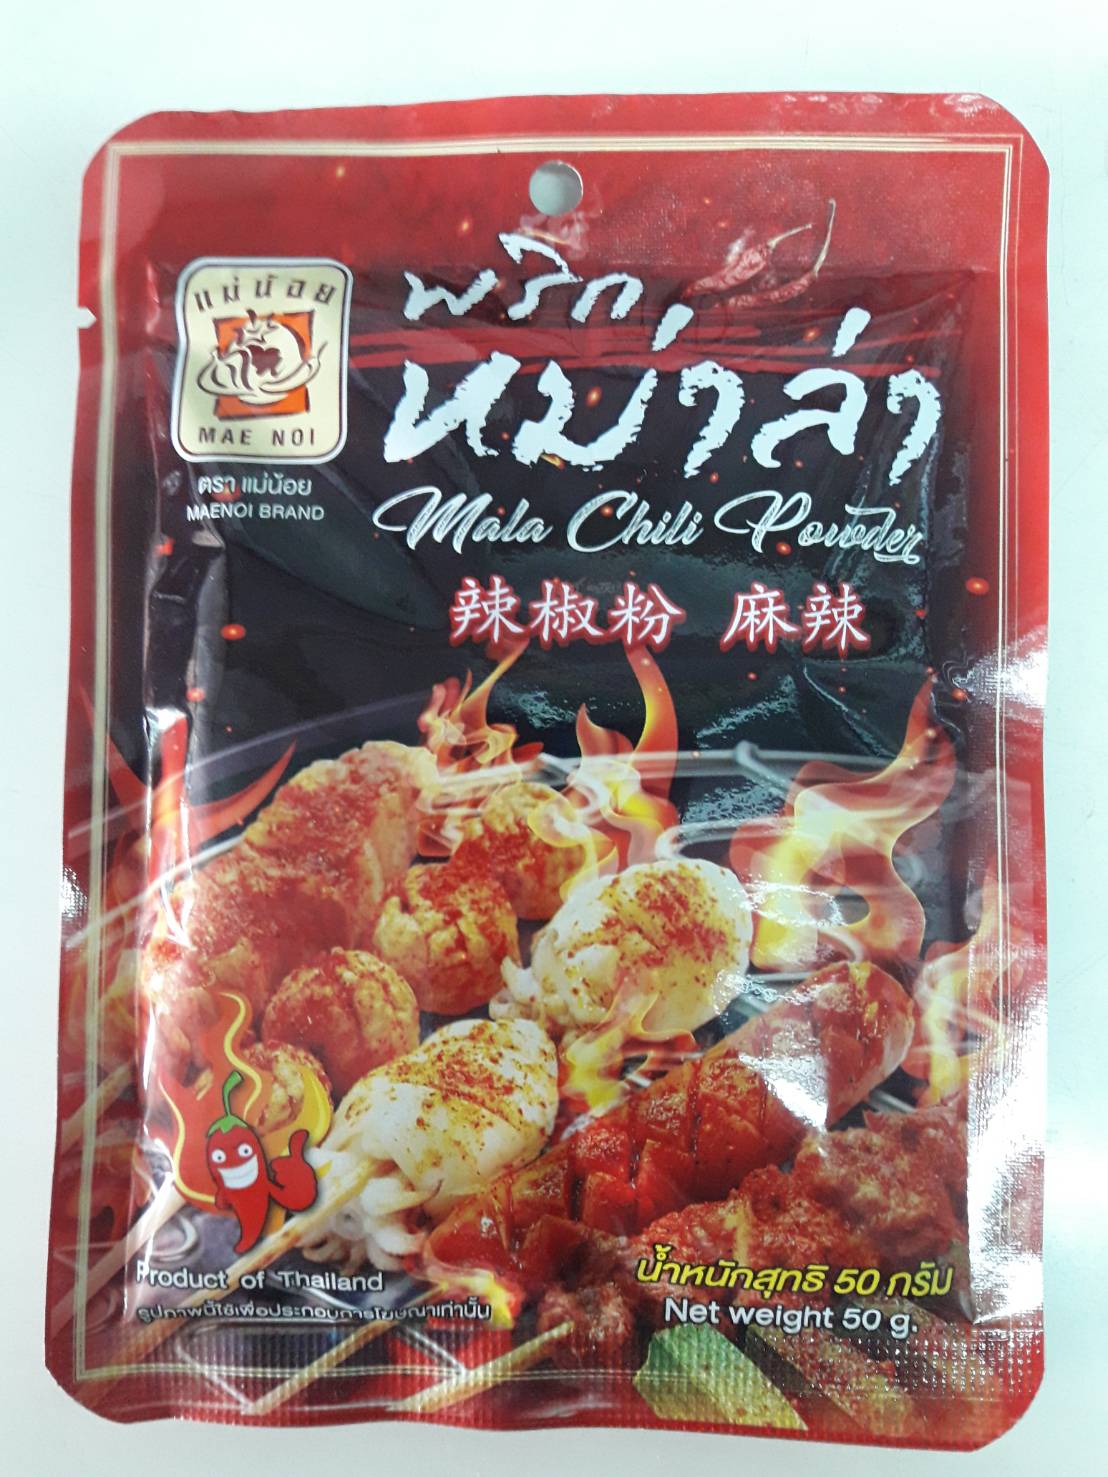 แม่น้อย
MAE NOI
ตรา แม่น้อย
MAENOI BRAND
พริก
หม่าล่า
Mala Chili Powder
辣椒粉 麻辣
Product of Thailand
รูปภาพนี้ใช้เพื่อประกอบการโฆษณาเท่านั้น
น้ำหนักสุทธิ 50 กรัม
Net weight 50 g.